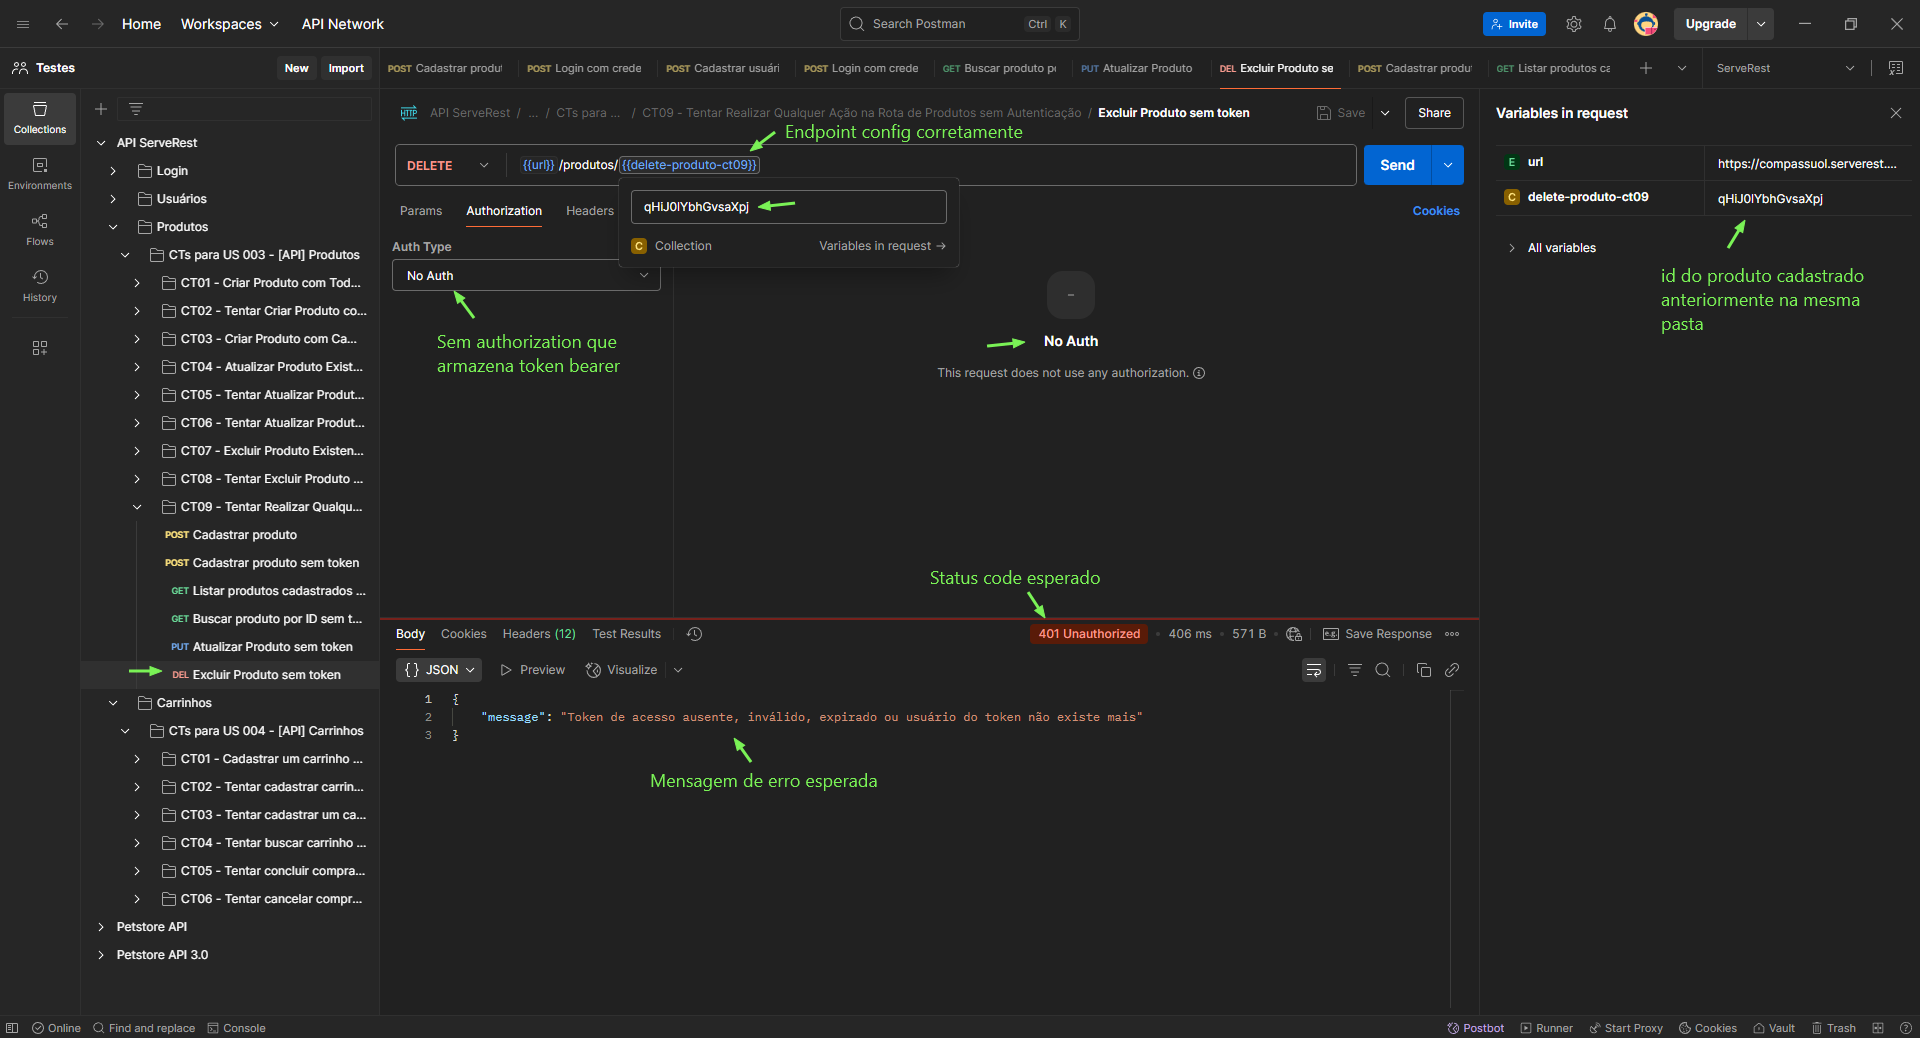 Home
Workspaces
API Network
Search Postman
Ctrl
K
Invite
Upgrade
Testes
New
Import
POST Cadastrar produt
POST Login com crede
POST Cadastrar usuári
POST Login com crede
GET Buscar produto po
PUT Atualizar Produto
DEL Excluir Produto se
POST Cadastrar produt
GET Listar produtos ca
ServeRest
Collections
Environments
Flows
History
API ServeRest
Login
Usuários
Produtos
CTs para US 003 - [API] Produtos
CT01 - Criar Produto com Tod...
CT02 - Tentar Criar Produto co...
CT03 - Criar Produto com Ca...
CT04 - Atualizar Produto Exist...
CT05 - Tentar Atualizar Produt...
CT06 - Tentar Atualizar Produt...
CT07 - Excluir Produto Existen...
CT08 - Tentar Excluir Produto ...
CT09 - Tentar Realizar Qualqu...
POST Cadastrar produto
POST Cadastrar produto sem token
GET Listar produtos cadastrados ...
GET Buscar produto por ID sem t...
PUT Atualizar Produto sem token
DEL Excluir Produto sem token
Carrinhos
CTs para US 004 - [API] Carrinhos
CT01 - Cadastrar um carrinho ...
CT02 - Tentar cadastrar carrin...
CT03 - Tentar cadastrar um ca...
CT04 - Tentar buscar carrinho ...
CT05 - Tentar concluir compra...
CT06 - Tentar cancelar compr...
Petstore API
Petstore API 3.0
HTTP API ServeRest / ... / CTs para ... / CT09 - Tentar Realizar Qualquer Ação na Rota de Produtos sem Autenticação / Excluir Produto sem token
Save
Share
Endpoint config corretamente
DELETE
{{url}} /produtos/ {{delete-produto-ct09}}
Send
qHiJ0lYbhGvsaXpj
C Collection
Variables in request →
Params
Authorization
Headers
Cookies
Auth Type
No Auth
Sem authorization que
armazena token bearer
-
No Auth
This request does not use any authorization.
Status code esperado
Body
Cookies
Headers (12)
Test Results
401 Unauthorized
406 ms
571 B
e.g. Save Response
{} JSON
Preview
Visualize
1 {
2 "message": "Token de acesso ausente, inválido, expirado ou usuário do token não existe mais"
3 }
Mensagem de erro esperada
Variables in request
E url
https://compassuol.serverest....
C delete-produto-ct09
qHiJ0lYbhGvsaXpj
All variables
id do produto cadastrado
anteriormente na mesma
pasta
Online
Find and replace
Console
Postbot
Runner
Start Proxy
Cookies
Vault
Trash